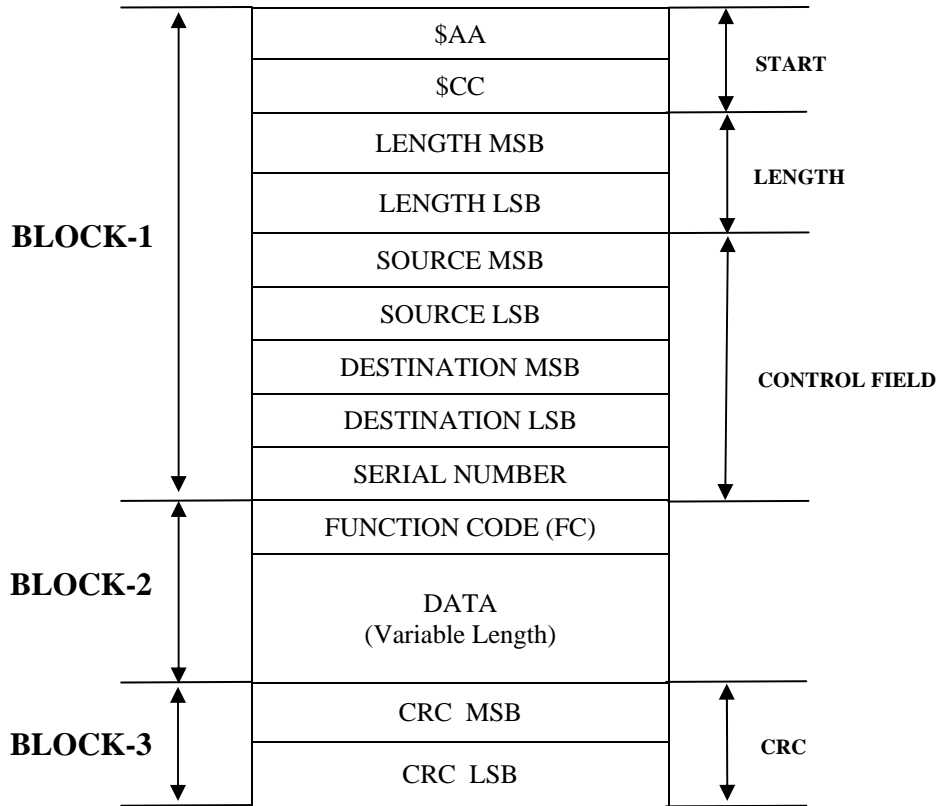 $AA
START
$CC
LENGTH MSB
LENGTH
LENGTH LSB
BLOCK-1
SOURCE MSB
SOURCE LSB
DESTINATION MSB
CONTROL FIELD
DESTINATION LSB
SERIAL NUMBER
FUNCTION CODE (FC)
BLOCK-2
DATA
(Variable Length)
CRC MSB
BLOCK-3
CRC
CRC LSB